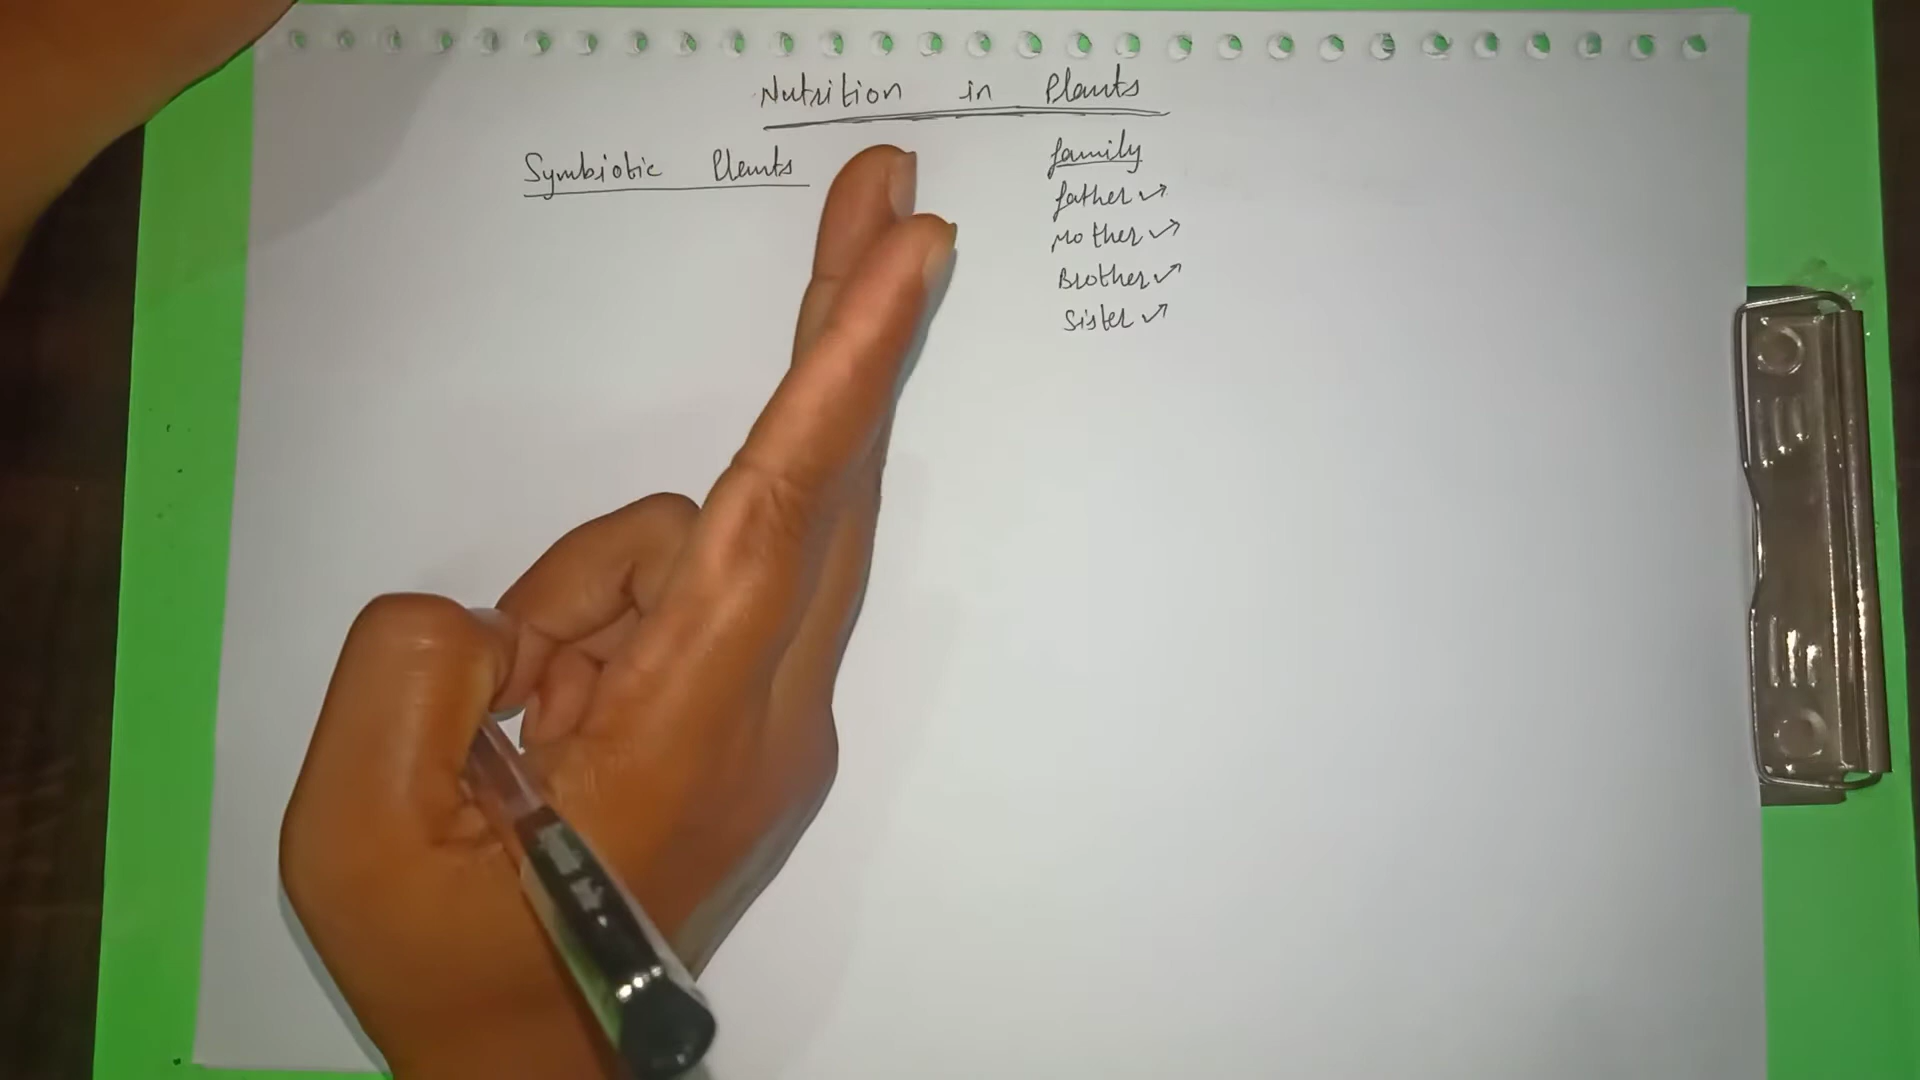 Nutrition in Plants
Symbiotic Plants
family
father
Mother
Brother
Sister